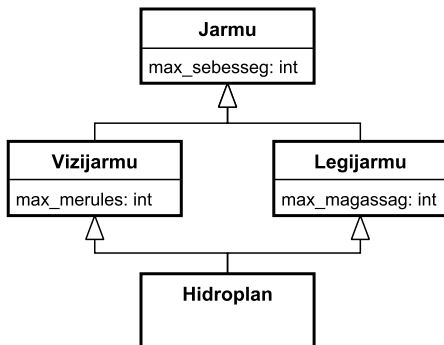 Jarmu
max_sebesseg: int
Vizijarmu
max_merules: int
Legijarmu
max_magassag: int
Hidroplan